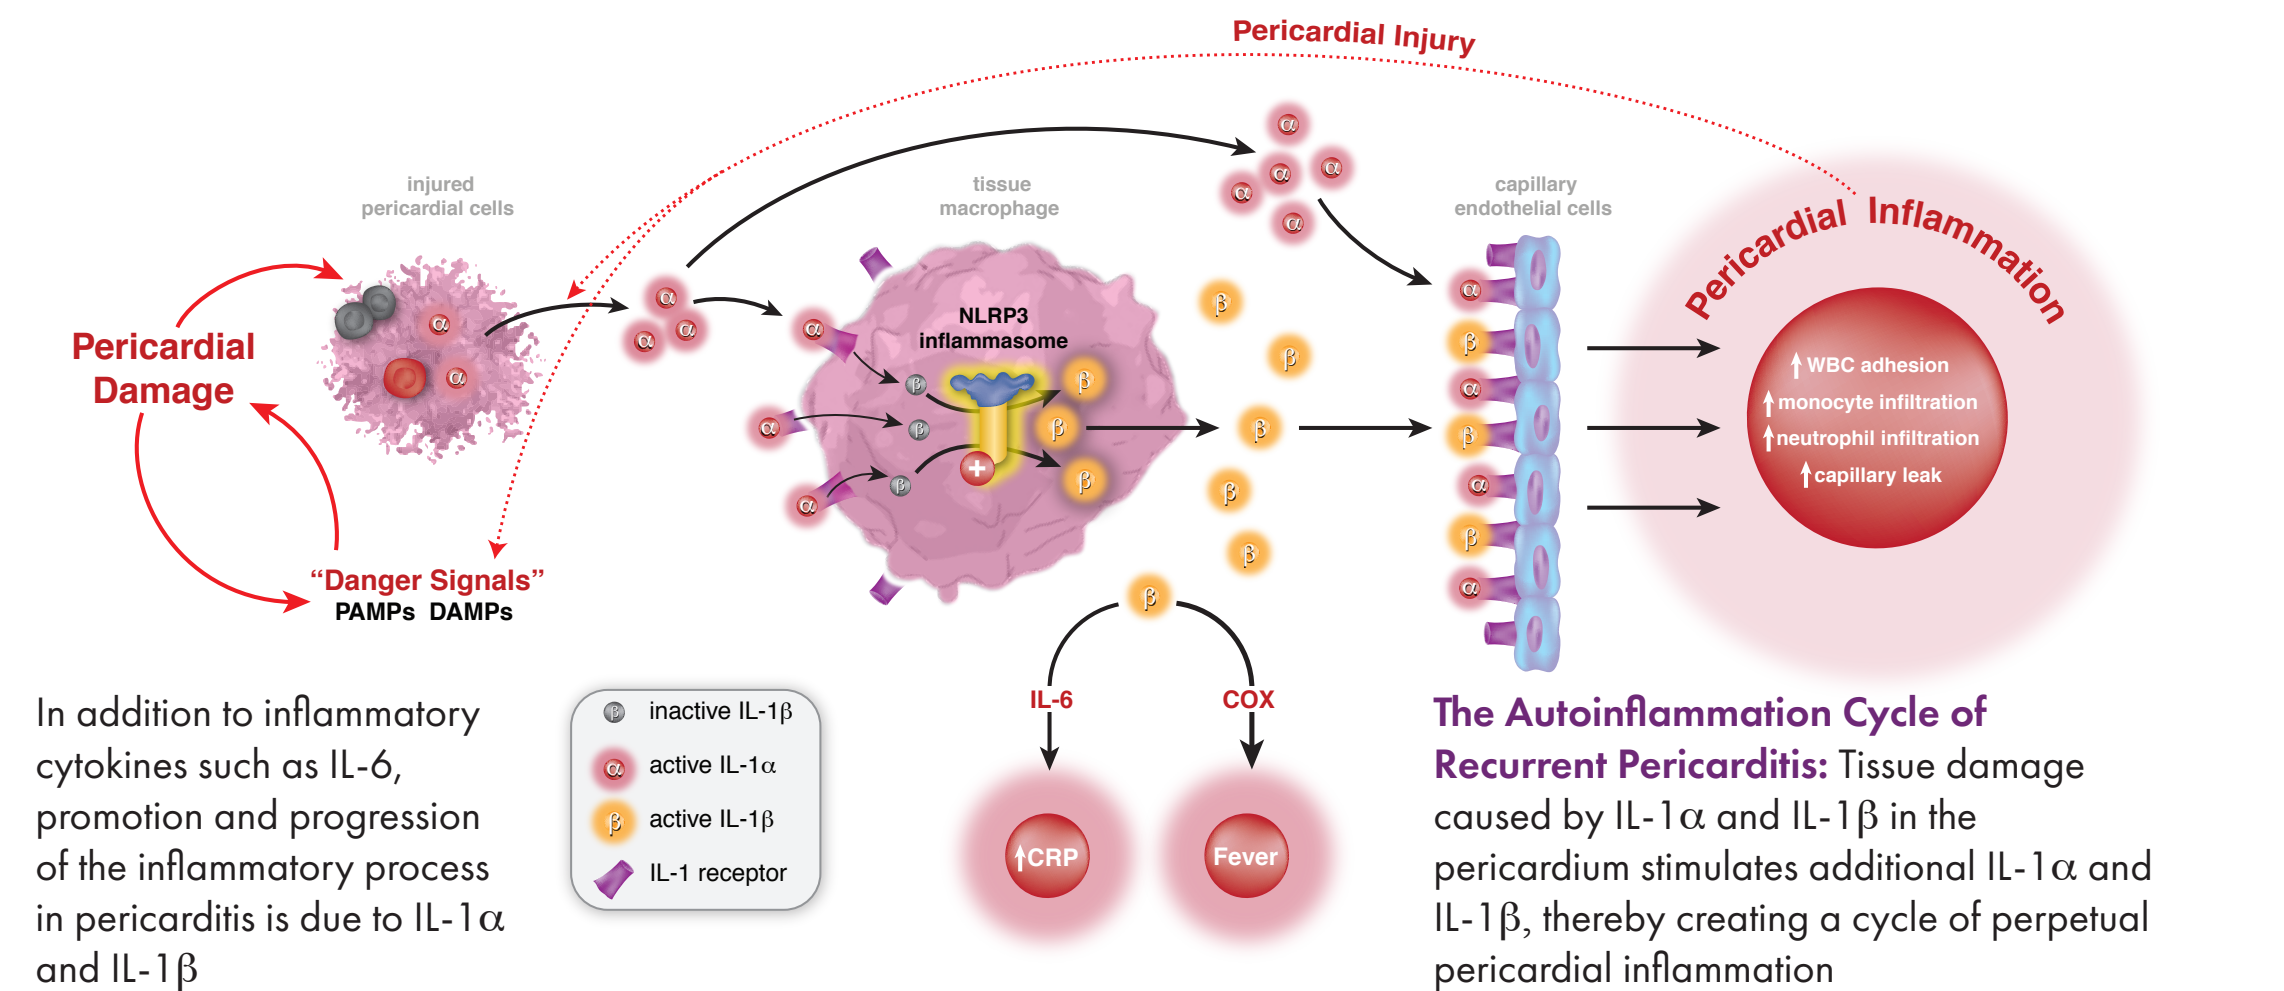 Pericardial Injury
injured
pericardial cells
tissue
macrophage
capillary
endothelial cells
Pericardial Inflammation
α
α
α
α
α
α
α
α
α
α
Pericardial
Damage
α
α
α
α
α
NLRP3
inflammasome
β
β
β
β
β
β
+
β
β
β
β
β
β
α
β
α
β
α
β
α
↑ WBC adhesion
↑ monocyte infiltration
↑ neutrophil infiltration
↑ capillary leak
“Danger Signals”
PAMPs DAMPs
IL-6
COX
↑CRP
Fever
β inactive IL-1β
α active IL-1α
β active IL-1β
IL-1 receptor
In addition to inflammatory
cytokines such as IL-6,
promotion and progression
of the inflammatory process
in pericarditis is due to IL-1α
and IL-1β
The Autoinflammation Cycle of
Recurrent Pericarditis: Tissue damage
caused by IL-1α and IL-1β in the
pericardium stimulates additional IL-1α and
IL-1β, thereby creating a cycle of perpetual
pericardial inflammation